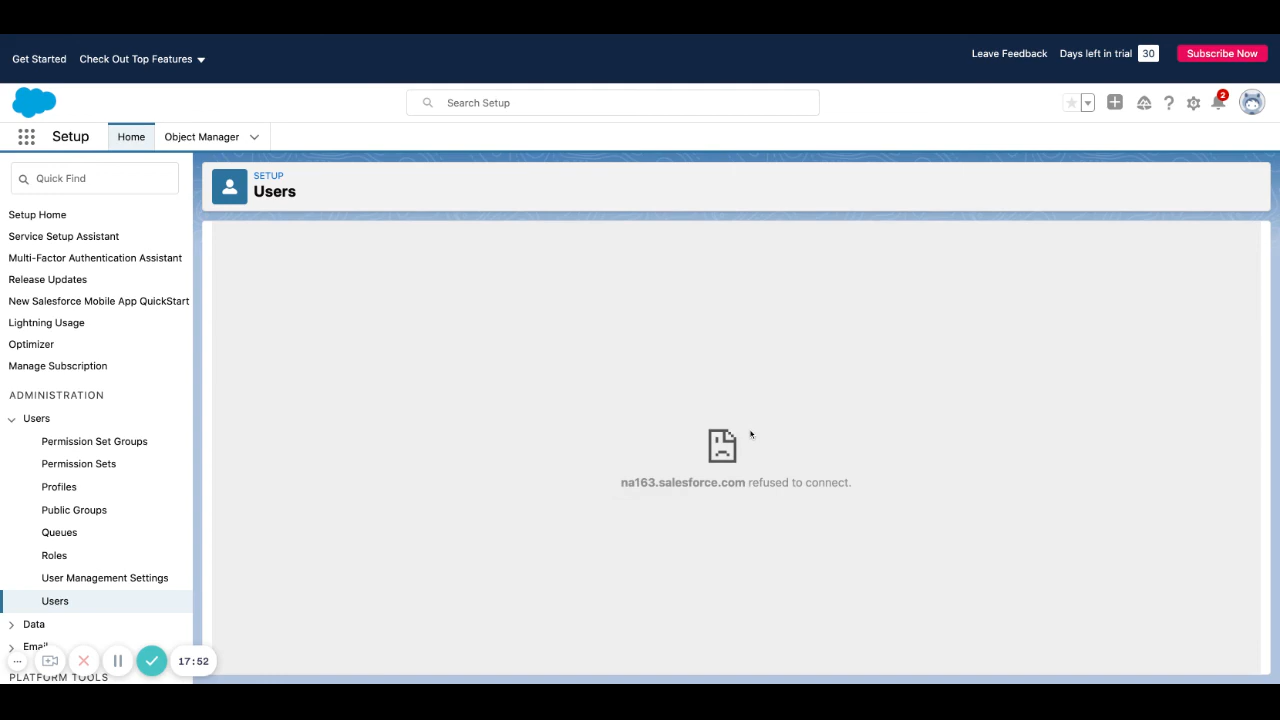 Get Started
Check Out Top Features
Leave Feedback
Days left in trial 30
Subscribe Now
Search Setup
2
Setup
Home
Object Manager
Quick Find
SETUP
Users
Setup Home
Service Setup Assistant
Multi-Factor Authentication Assistant
Release Updates
New Salesforce Mobile App QuickStart
Lightning Usage
Optimizer
Manage Subscription
ADMINISTRATION
Users
Permission Set Groups
Permission Sets
Profiles
Public Groups
Queues
Roles
User Management Settings
Users
Data
Email
17:52
PLATFORM TOOLS
na163.salesforce.com refused to connect.